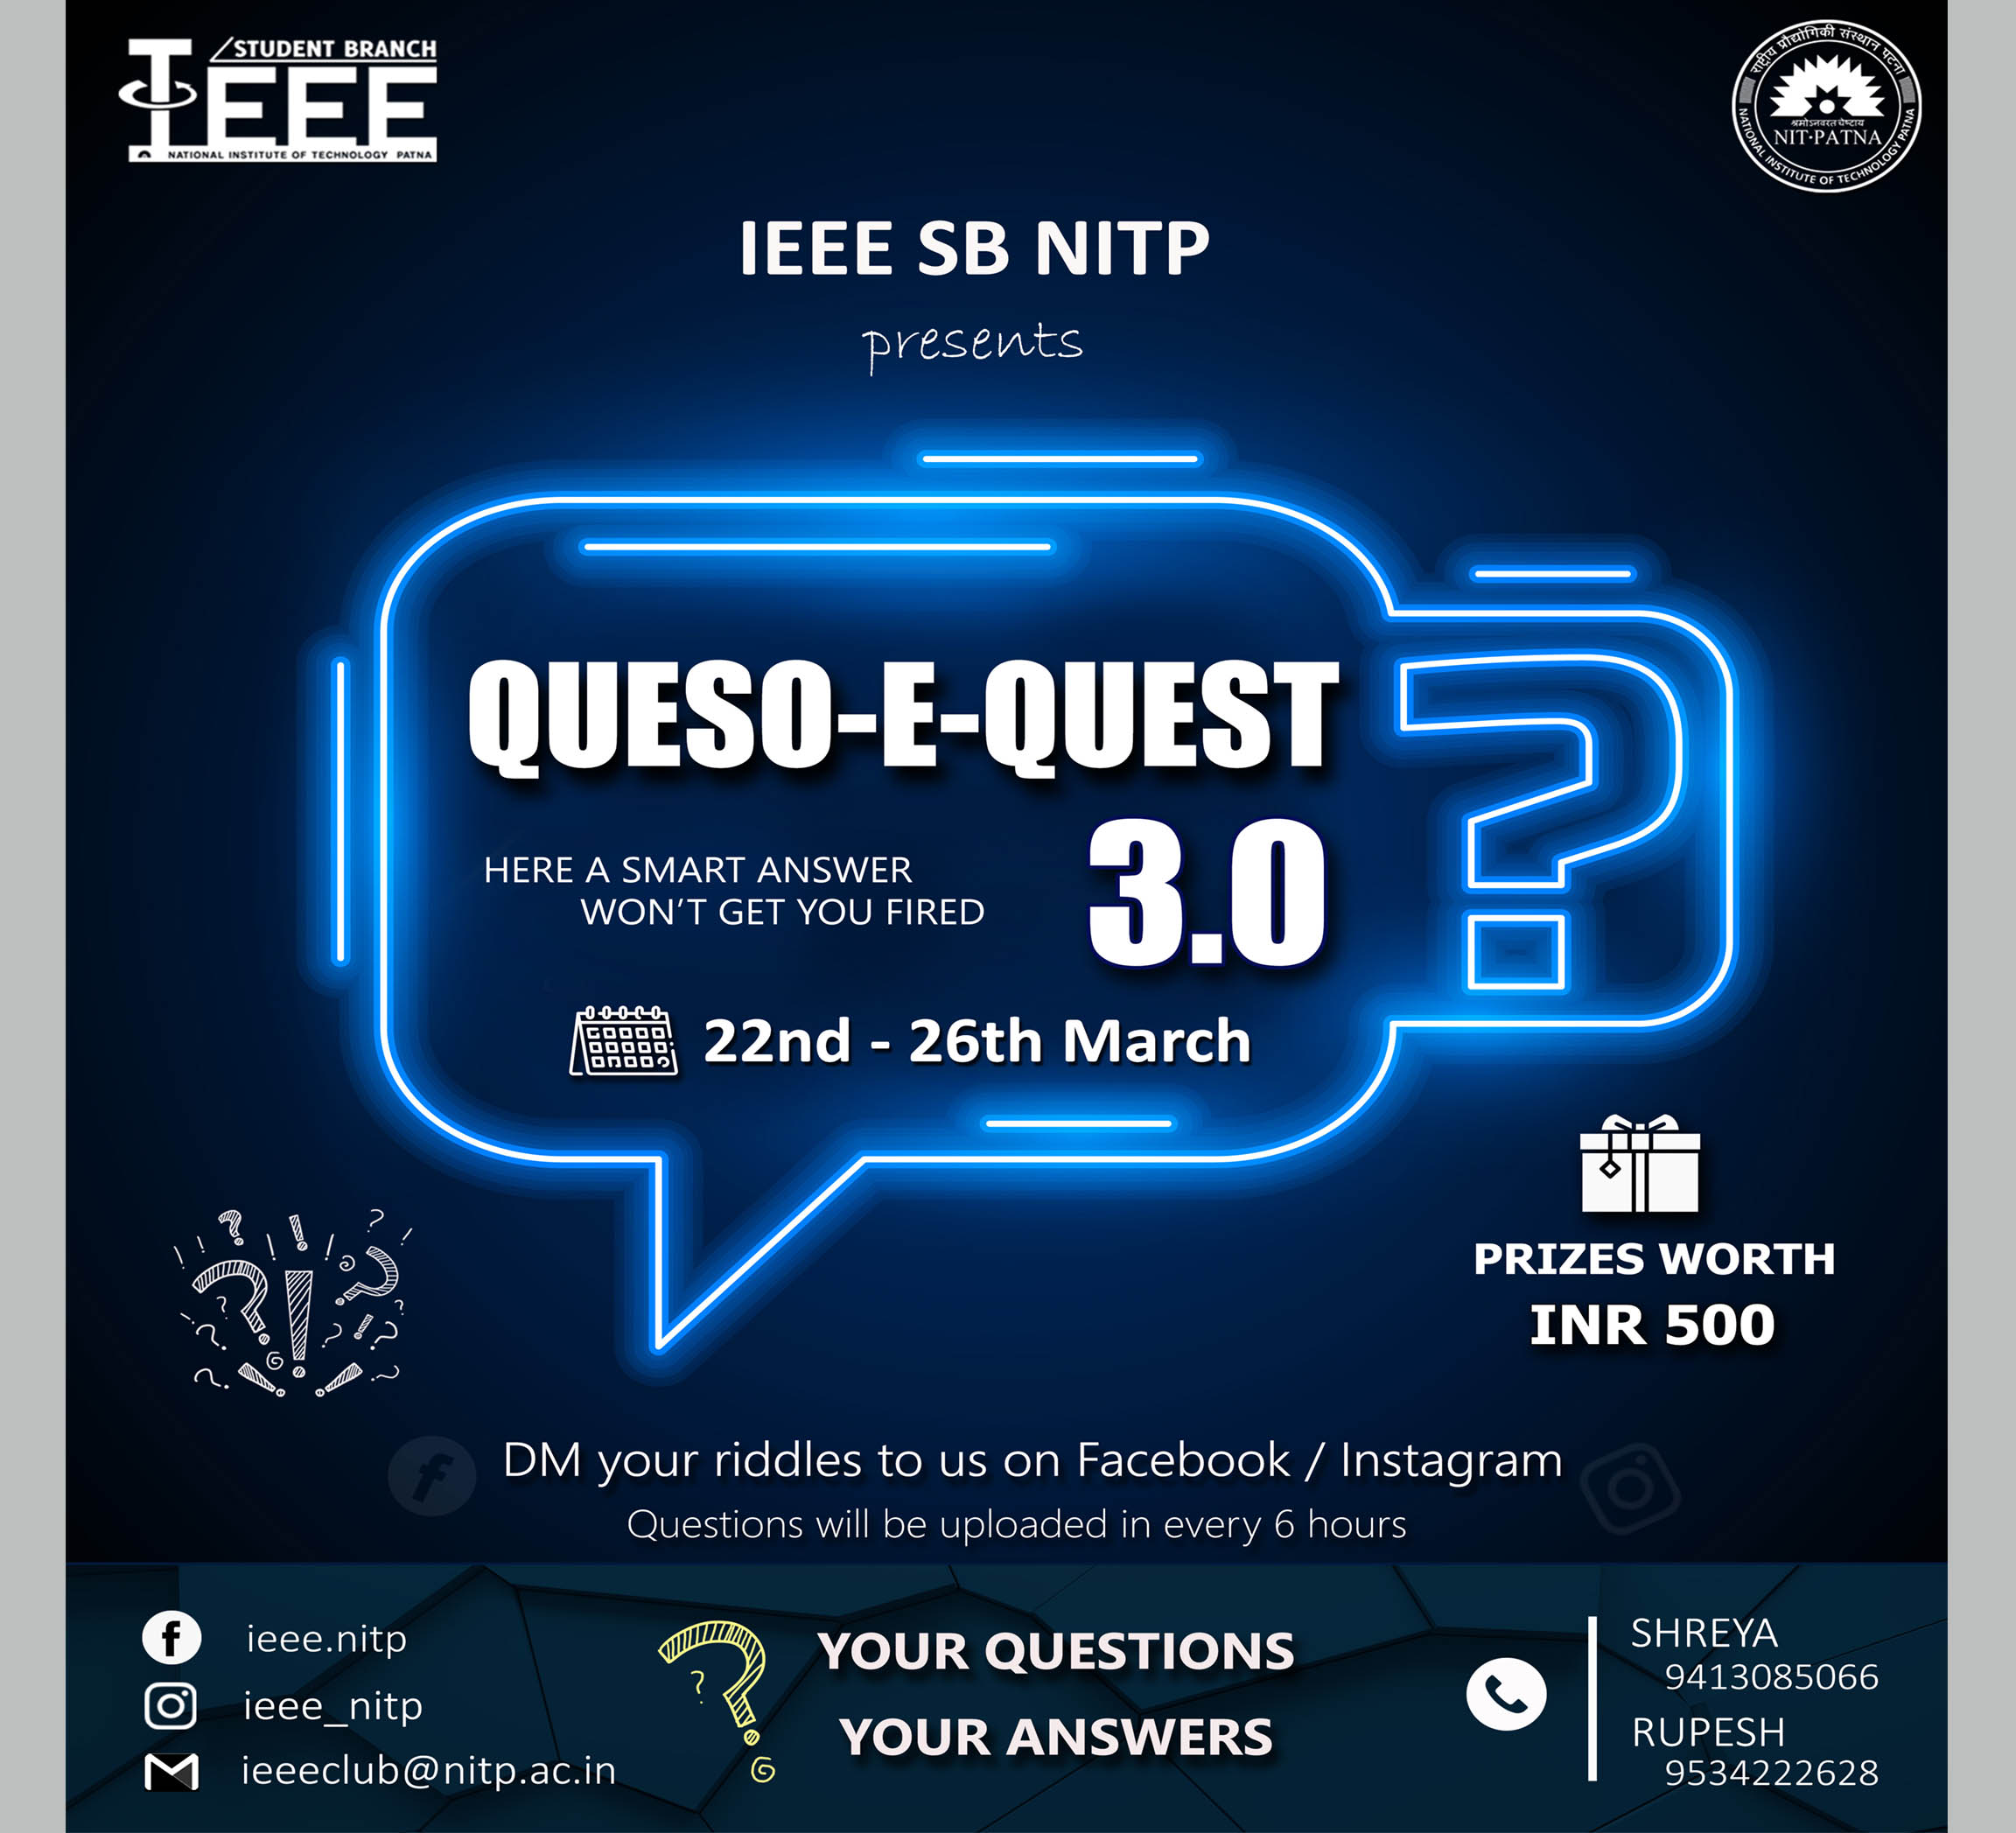 STUDENT BRANCH
IEEE
NATIONAL INSTITUTE OF TECHNOLOGY PATNA
राष्ट्रीय प्रौद्योगिकी संस्थान पटना
श्रमोऽनवरत चेष्टाय
NIT-PATNA
NATIONAL INSTITUTE OF TECHNOLOGY PATNA
IEEE SB NITP
presents
QUESO-E-QUEST
3.0
HERE A SMART ANSWER
WON'T GET YOU FIRED
22nd - 26th March
PRIZES WORTH
INR 500
DM your riddles to us on Facebook / Instagram
Questions will be uploaded in every 6 hours
ieee.nitp
ieee_nitp
ieeeclub@nitp.ac.in
YOUR QUESTIONS
YOUR ANSWERS
SHREYA
9413085066
RUPESH
9534222628